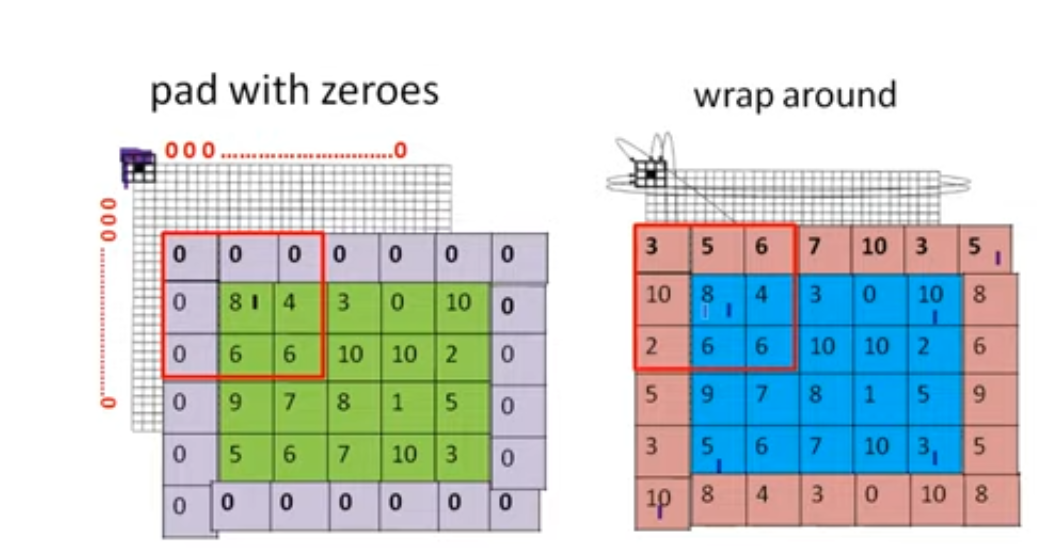 pad with zeroes
0 0 0 ........................0
000
0
0 0 0 0 0 0 0
0 8 4 3 0 10 0
0 6 6 10 10 2 0
0 9 7 8 1 5 0
0 5 6 7 10 3 0
0 0 0 0 0 0 0
wrap around
3 5 6 7 10 3 5
10 8 4 3 0 10 8
2 6 6 10 10 2 6
5 9 7 8 1 5 9
3 5 6 7 10 3 5
10 8 4 3 0 10 8